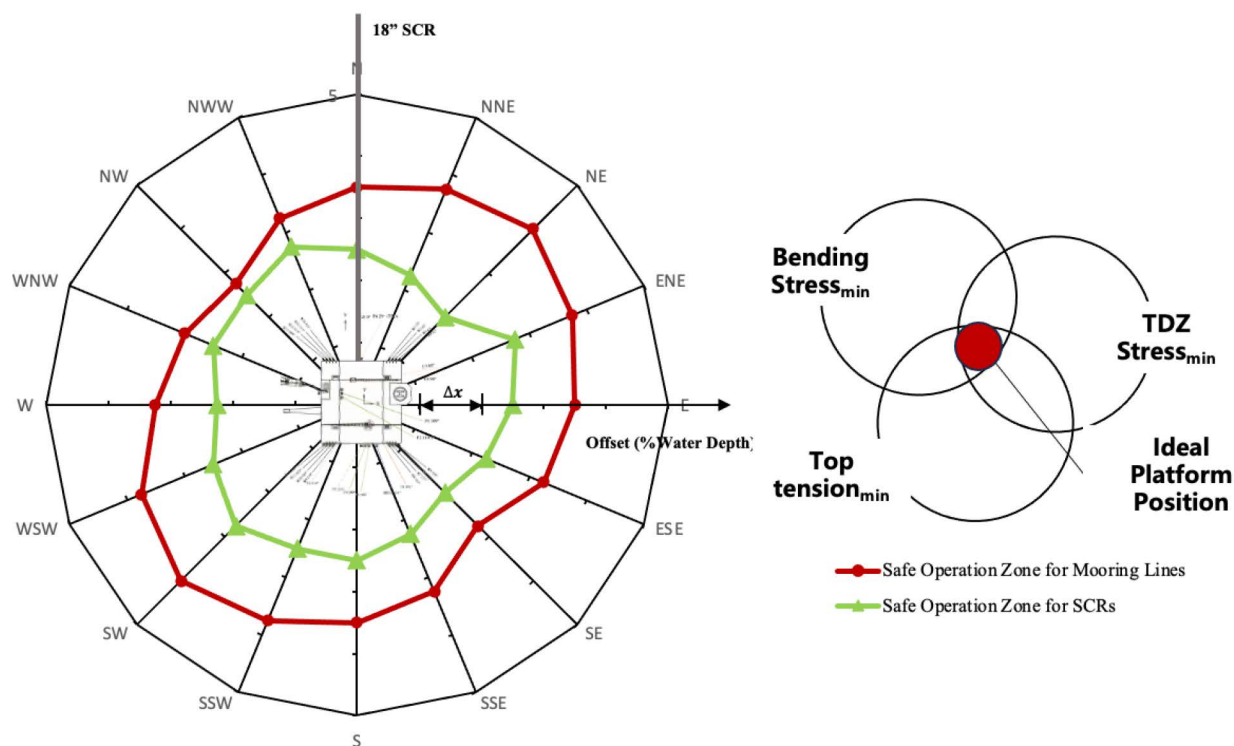 18” SCR
N
5
NWW
NNE
NW
NE
WNW
ENE
W
Δx
E
Offset (%Water Depth)
WSW
ESE
SW
SE
SSW
SSE
S
Bending
Stressmin
TDZ
Stressmin
Top
tensionmin
Ideal
Platform
Position
Safe Operation Zone for Mooring Lines
Safe Operation Zone for SCRs